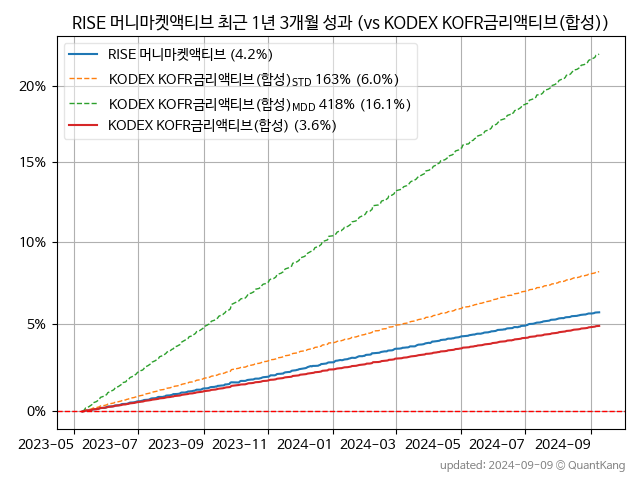 RISE 머니마켓액티브 최근 1년 3개월 성과 (vs KODEX KOFR금리액티브(합성))
RISE 머니마켓액티브 (4.2%)
KODEX KOFR금리액티브(합성)STD 163% (6.0%)
KODEX KOFR금리액티브(합성)MDD 418% (16.1%)
KODEX KOFR금리액티브(합성) (3.6%)
20%
15%
10%
5%
0%
2023-05 2023-07 2023-09 2023-11 2024-01 2024-03 2024-05 2024-07 2024-09
updated: 2024-09-09 © QuantKang